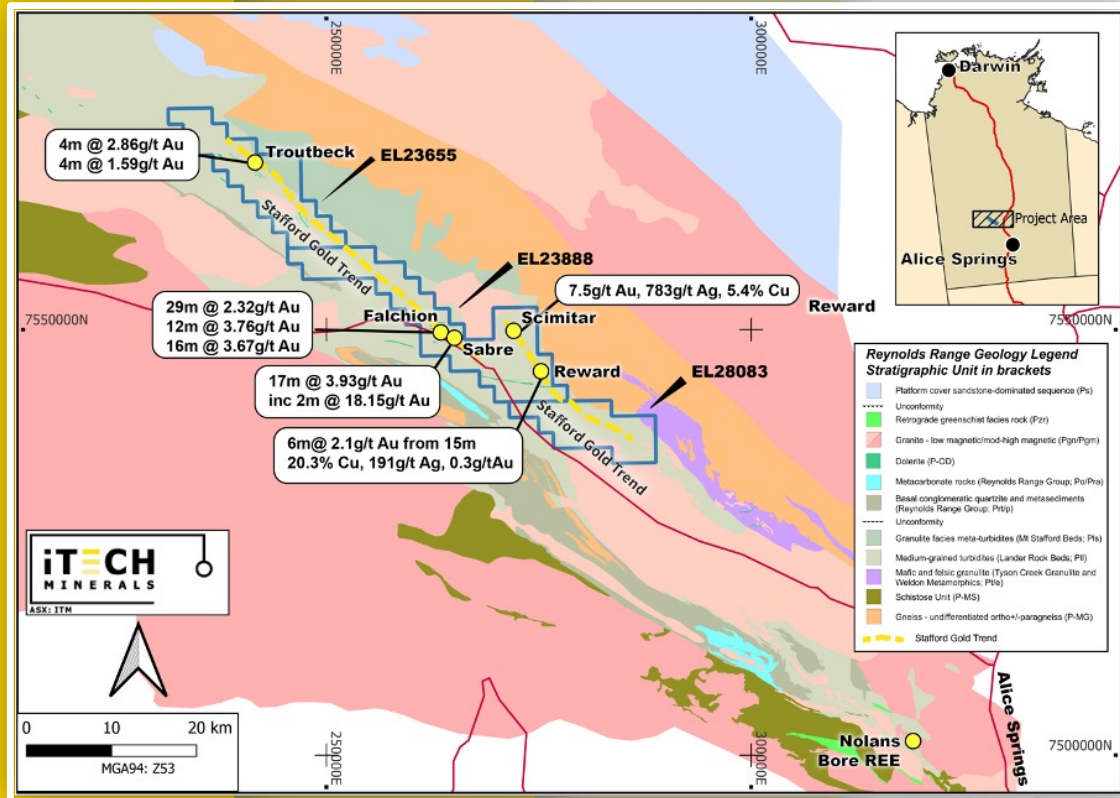 250000E
300000E
Darwin
Project Area
Alice Springs
4m @ 2.86g/t Au
4m @ 1.59g/t Au
Troutbeck
EL23655
Stafford Gold Trend
EL23888
7.5g/t Au, 783g/t Ag, 5.4% Cu
Reward
7550000N
7550000N
29m @ 2.32g/t Au
12m @ 3.76g/t Au
16m @ 3.67g/t Au
Falchion
Sabre
Scimitar
Reward
EL28083
17m @ 3.93g/t Au
inc 2m @ 18.15g/t Au
Stafford Gold Trend
6m@ 2.1g/t Au from 15m
20.3% Cu, 191g/t Ag, 0.3g/tAu
Reynolds Range Geology Legend
Stratigraphic Unit in brackets
Platform cover sandstone-dominated sequence (Ps)
Unconformity
Retrograde greenschist facies rock (Pzr)
Granite - low magnetic/mod-high magnetic (Pgn/Pgm)
Dolerite (P-OD)
Metacarbonate rocks (Reynolds Range Group; Po/Pra)
Basal conglomeratic quartzite and metasediments
(Reynolds Range Group; Prt/p)
Unconformity
Granulite facies meta-turbidites (Mt Stafford Beds; Pls)
Medium-grained turbidites (Lander Rock Beds; Pll)
Mafic and felsic granulite (Tyson Creek Granulite and
Weldon Metamorphics; Pt/e)
Schistose Unit (P-MS)
Gneiss - undifferentiated ortho+/-paragneiss (P-MG)
Stafford Gold Trend
iTECH
MINERALS
ASX: ITM
0 10 20 km
MGA94: Z53
250000E
300000E
Nolans
Bore REE
Alice Springs
7500000N